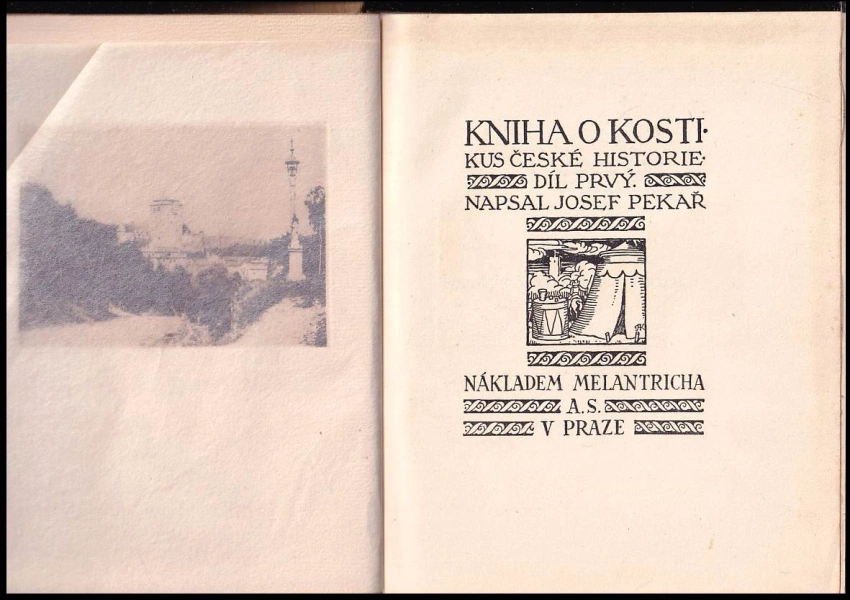 KNIHA O KOSTI·
KUS ČESKÉ HISTORIE·
DÍL PRVÝ.
NAPSAL JOSEF PEKAŘ
NÁKLADEM MELANTRICHA
A. S.
V PRAZE